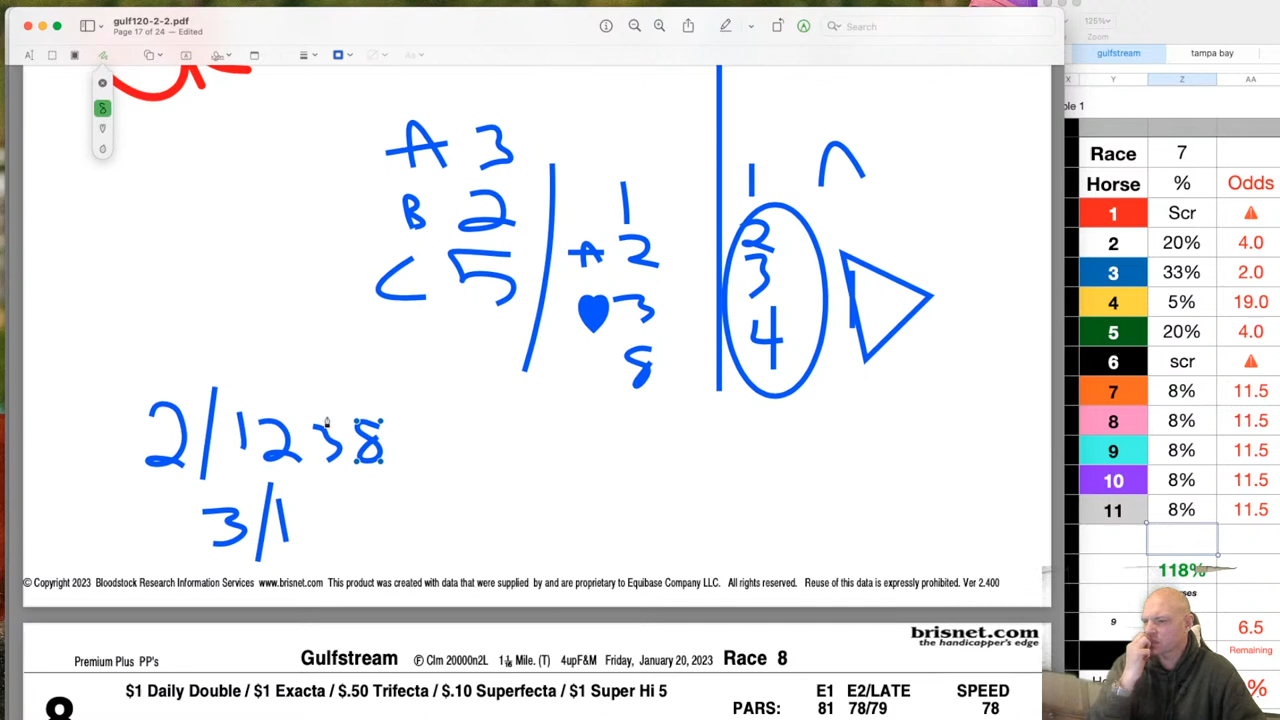 gulf120-2-2.pdf
Page 17 of 24 — Edited
Search
125%
Zoom
gulfstream
tampa bay
X Y Z AA
ble 1
A 3
B 2
C 5
1
A 2
3
8
1
2
3
4
2/1238
3/1
Race 7
Horse % Odds
1 Scr
2 20% 4.0
3 33% 2.0
4 5% 19.0
5 20% 4.0
6 scr
7 8% 11.5
8 8% 11.5
9 8% 11.5
10 8% 11.5
11 8% 11.5
118%
9 6.5
Remaining
%
© Copyright 2023 Bloodstock Research Information Services www.brisnet.com This product was created with data that were supplied by and are proprietary to Equibase Company LLC. All rights reserved. Reuse of this data is expressly prohibited. Ver 2.400
brisnet.com
the handicapper's edge
Premium Plus PP's Gulfstream Ⓕ Clm 20000n2L 1 1/16 Mile. (T) 4upF&M Friday, January 20, 2023 Race 8
$1 Daily Double / $1 Exacta / $.50 Trifecta / $.10 Superfecta / $1 Super Hi 5
E1 E2/LATE SPEED
PARS: 81 78/79 78
8